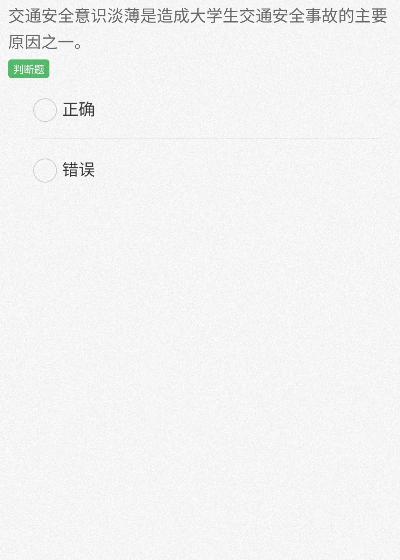 交通安全意识淡薄是造成大学生交通安全事故的主要
原因之一。
判断题
正确
错误